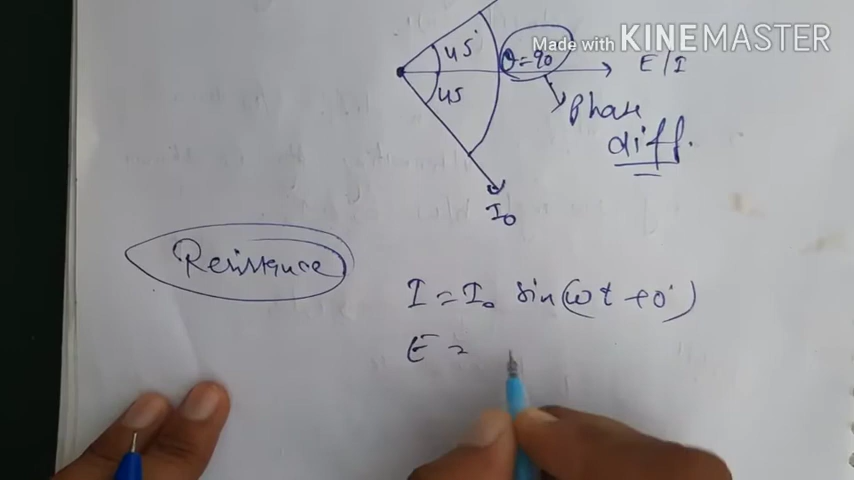 Made with KINEMASTER
45°
θ=90
E/I
45
phase
diff.
I₀
Resistance
I = I₀ sin(ωt + 0°)
E =